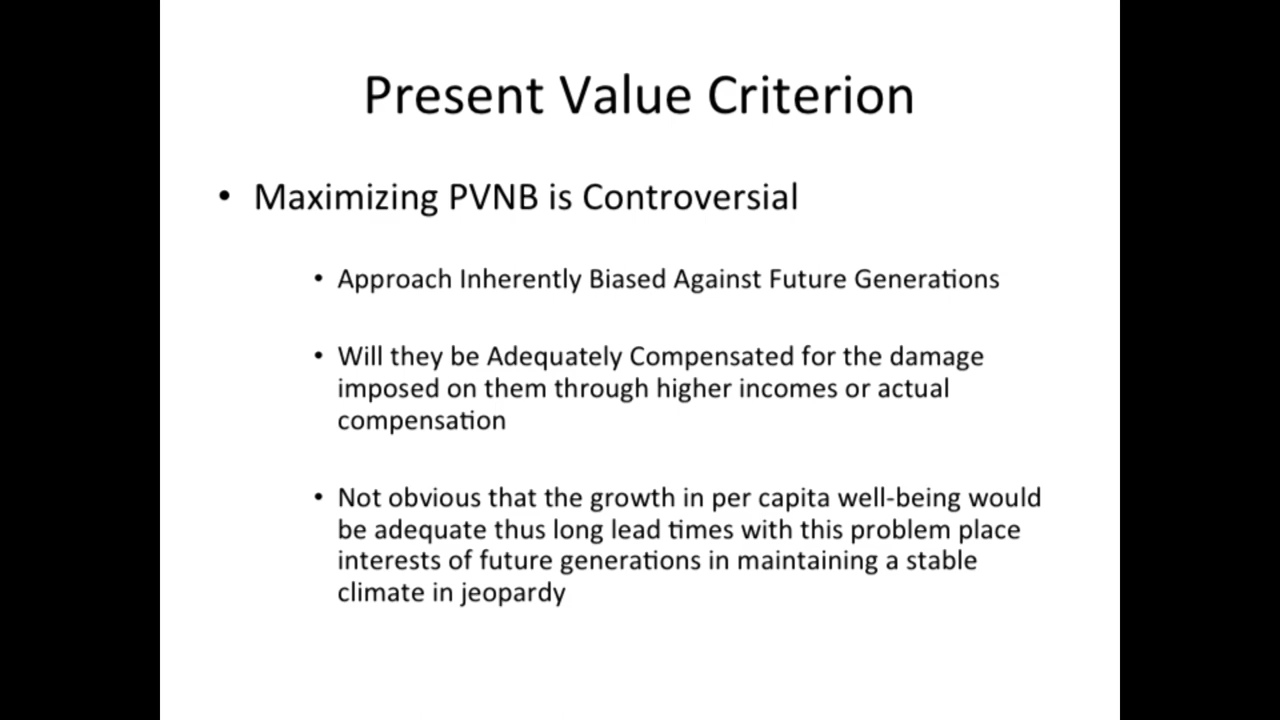 Present Value Criterion
• Maximizing PVNB is Controversial
• Approach Inherently Biased Against Future Generations
• Will they be Adequately Compensated for the damage
imposed on them through higher incomes or actual
compensation
• Not obvious that the growth in per capita well-being would
be adequate thus long lead times with this problem place
interests of future generations in maintaining a stable
climate in jeopardy